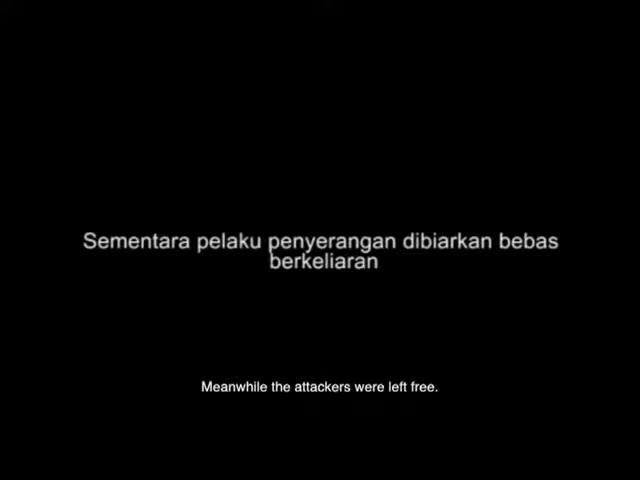 Sementara pelaku penyerangan dibiarkan bebas
berkeliaran
Meanwhile the attackers were left free.